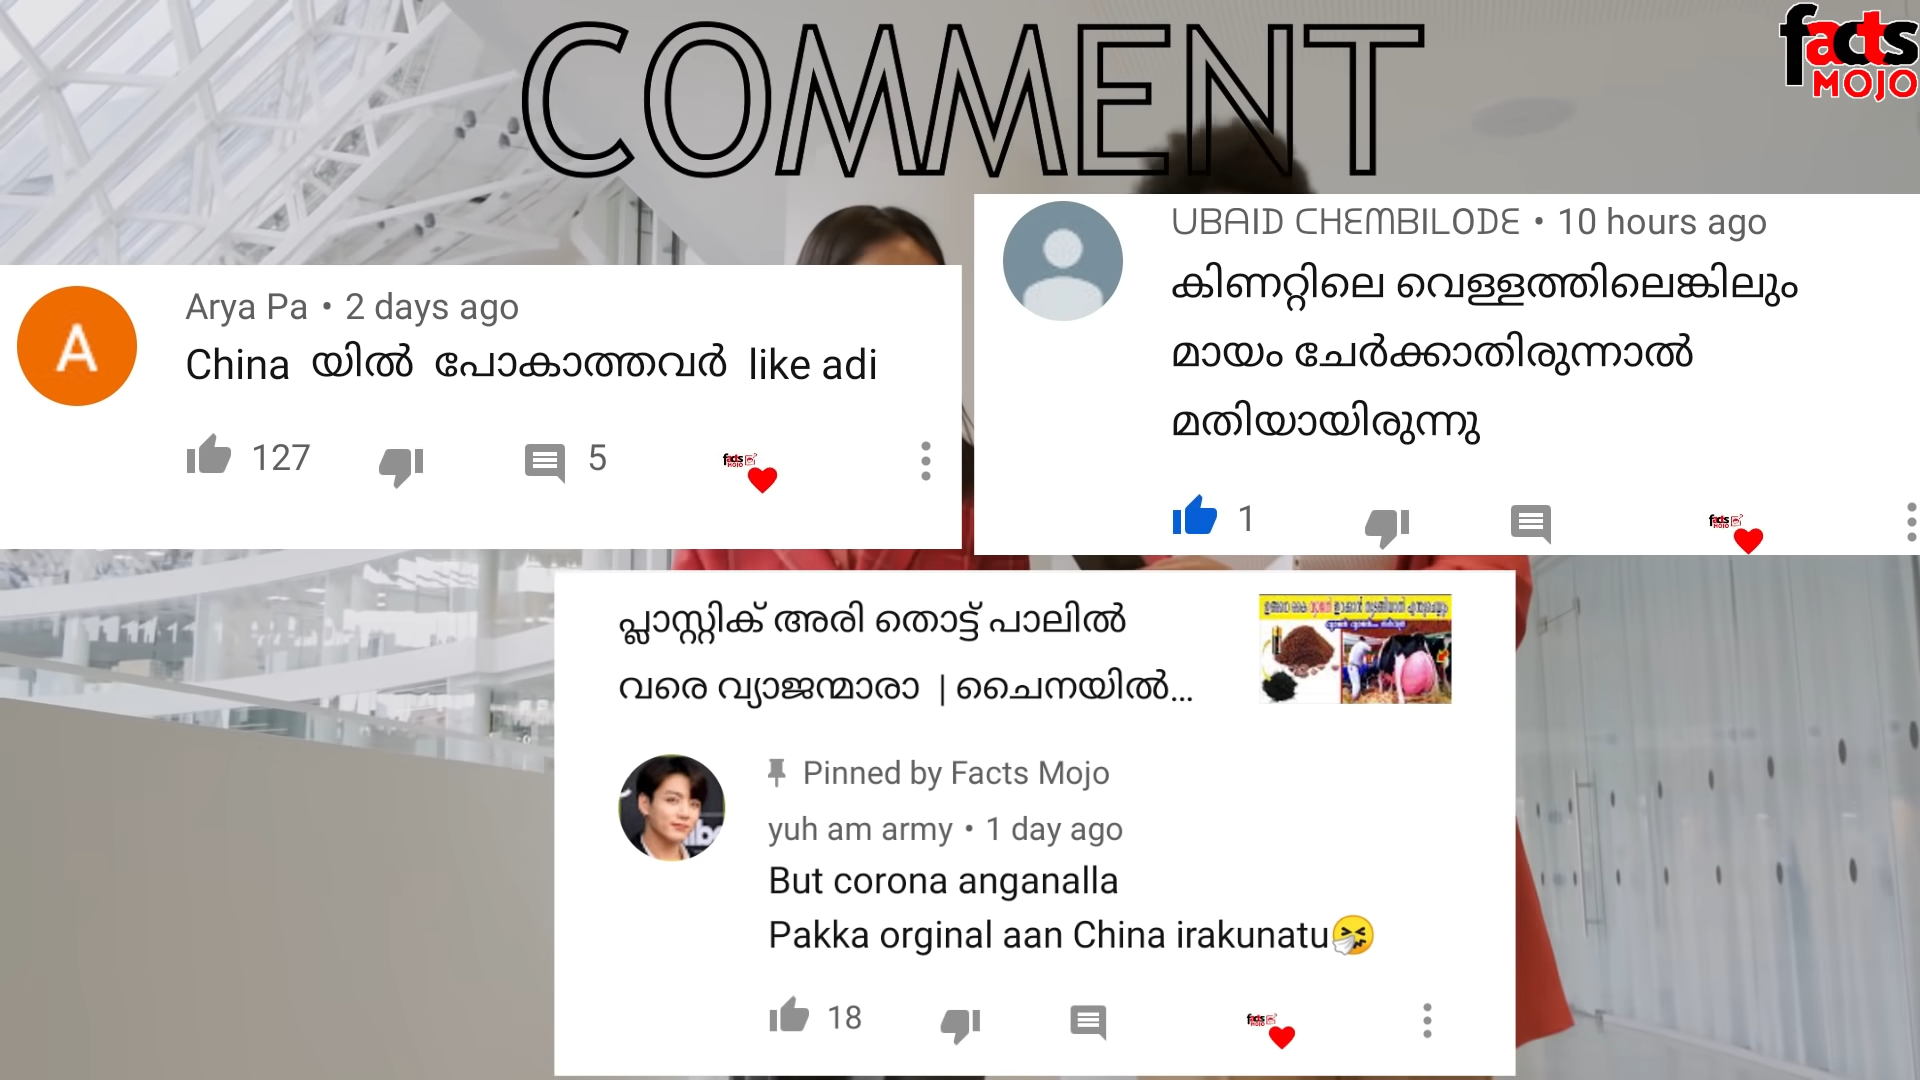 COMMENT
facts
MOJO
Arya Pa • 2 days ago
China യിൽ പോകാത്തവർ like adi
127
5
UBAID CHEMBILODE • 10 hours ago
കിണറ്റിലെ വെള്ളത്തിലെങ്കിലും
മായം ചേർക്കാതിരുന്നാൽ
മതിയായിരുന്നു
1
പ്ലാസ്റ്റിക് അരി തൊട്ട് പാലിൽ
വരെ വ്യാജന്മാരാ | ചൈനയിൽ...
Pinned by Facts Mojo
yuh am army • 1 day ago
But corona anganalla
Pakka orginal aan China irakunatu
18